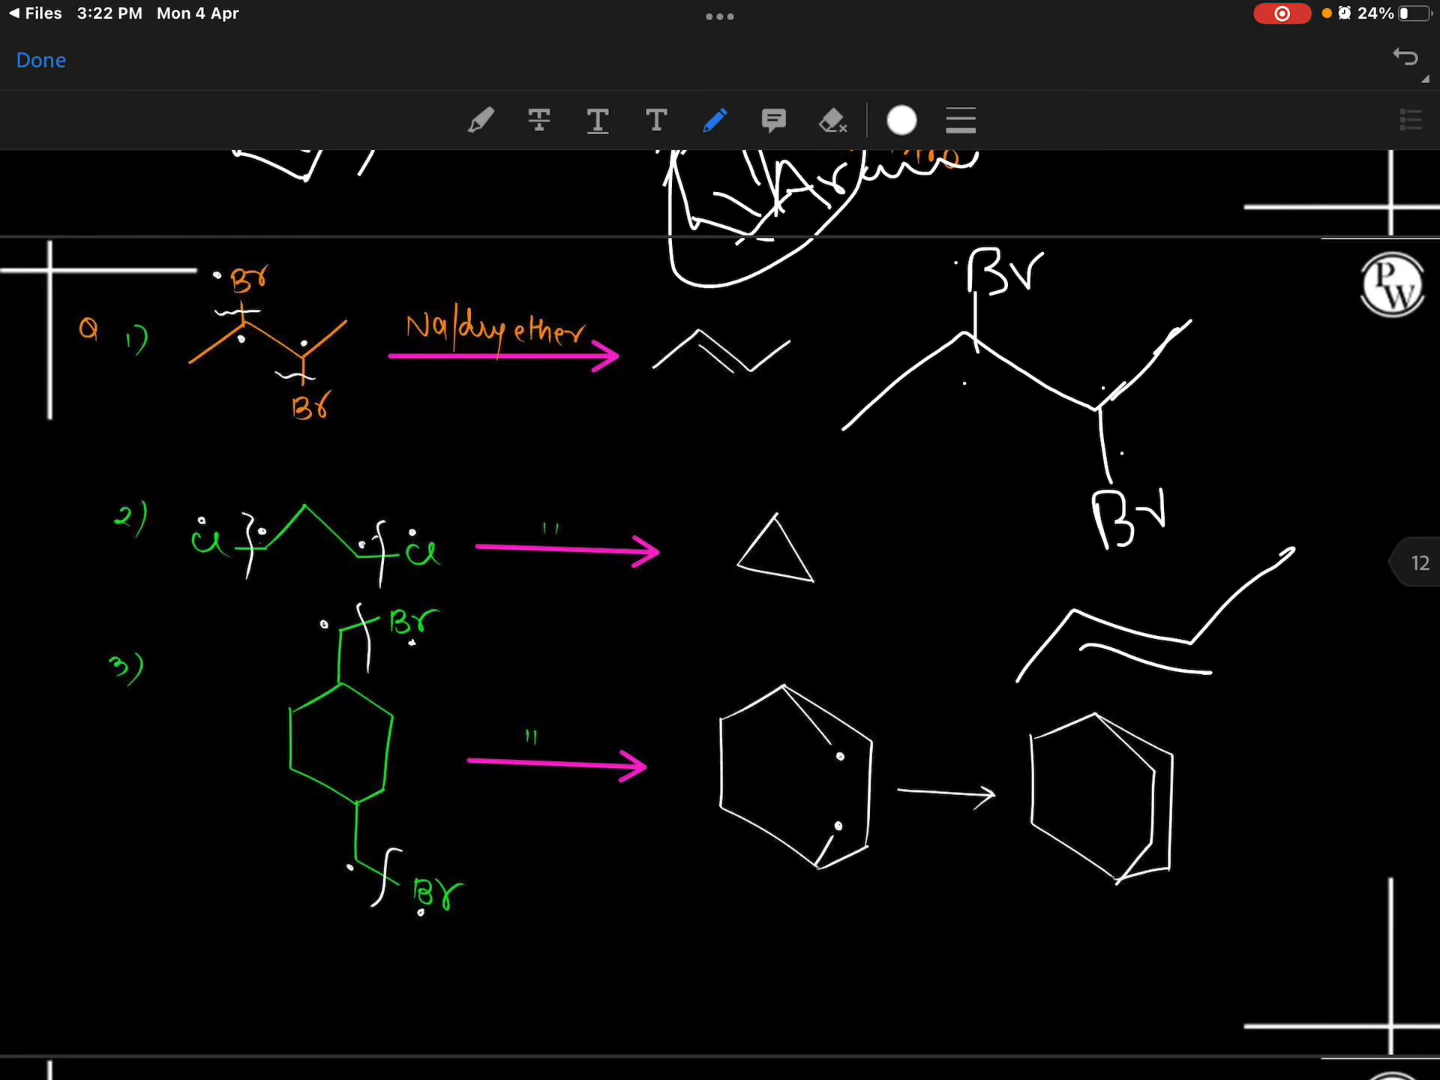 Files 3:22 PM Mon 4 Apr 24%
Done
T T T
Br
Br
PW
Q 1) Na/dry ether
Br
Br
2) Cl Cl "
12
Br
3)
"
Br